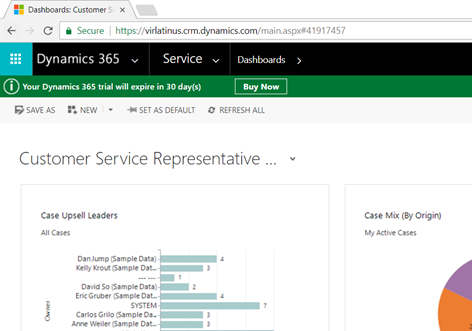 Dashboards: Customer Se
Secure https://virlatinus.crm.dynamics.com/main.aspx#41917457
Dynamics 365 Service Dashboards
Your Dynamics 365 trial will expire in 30 day(s) Buy Now
SAVE AS NEW SET AS DEFAULT REFRESH ALL
Customer Service Representative ...
Case Upsell Leaders
All Cases
Case Mix (By Origin)
My Active Cases
Dan Jump (Sample Data) 4
Kelly Krout (Sample Dat... 3
--- --- 1
David So (Sample Data) 2
Eric Gruber (Sample Dat... 4
SYSTEM 7
Carlos Grilo (Sample Dat... 3
Anne Weiler (Sample Dat... 3
Owner